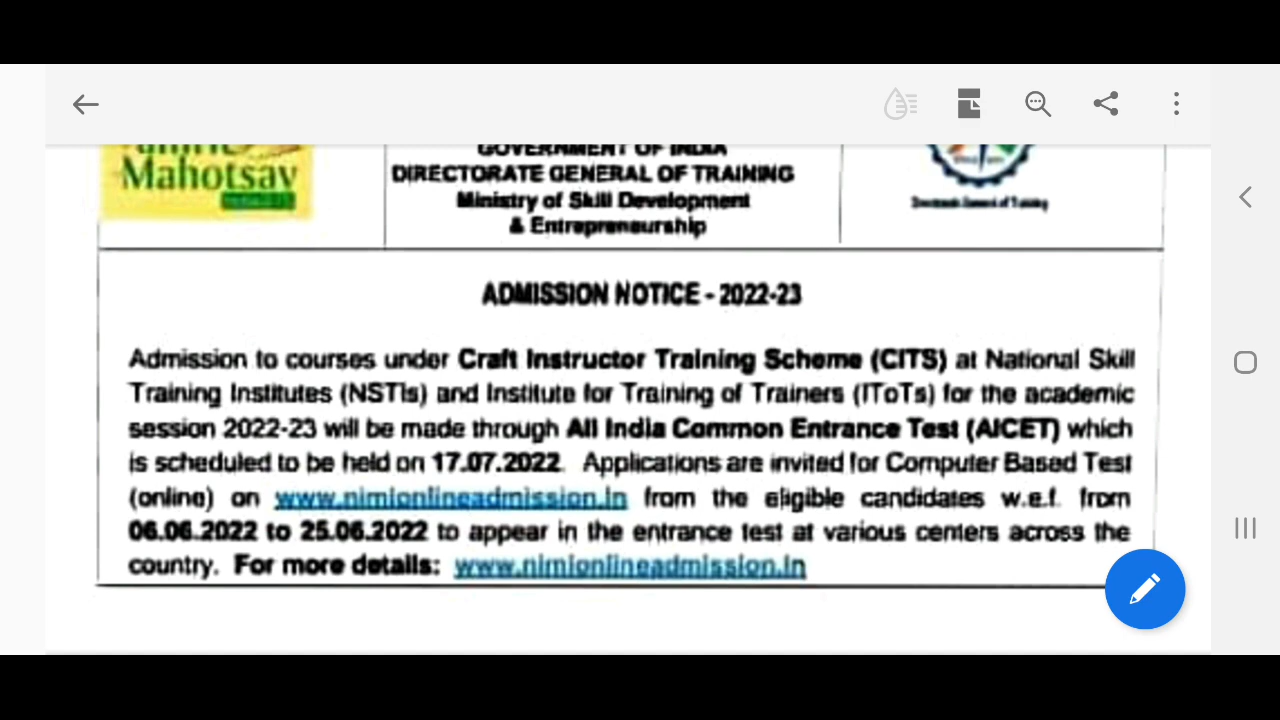 Mahotsav
GOVERNMENT OF INDIA
DIRECTORATE GENERAL OF TRAINING
Ministry of Skill Development
& Entrepreneurship
Directorate General of Training
ADMISSION NOTICE - 2022-23
Admission to courses under Craft Instructor Training Scheme (CITS) at National Skill
Training Institutes (NSTIs) and Institute for Training of Trainers (IToTs) for the academic
session 2022-23 will be made through All India Common Entrance Test (AICET) which
is scheduled to be held on 17.07.2022. Applications are invited for Computer Based Test
(online) on www.nimionlineadmission.in from the eligible candidates w.e.f. from
06.06.2022 to 25.06.2022 to appear in the entrance test at various centers across the
country. For more details: www.nimionlineadmission.in